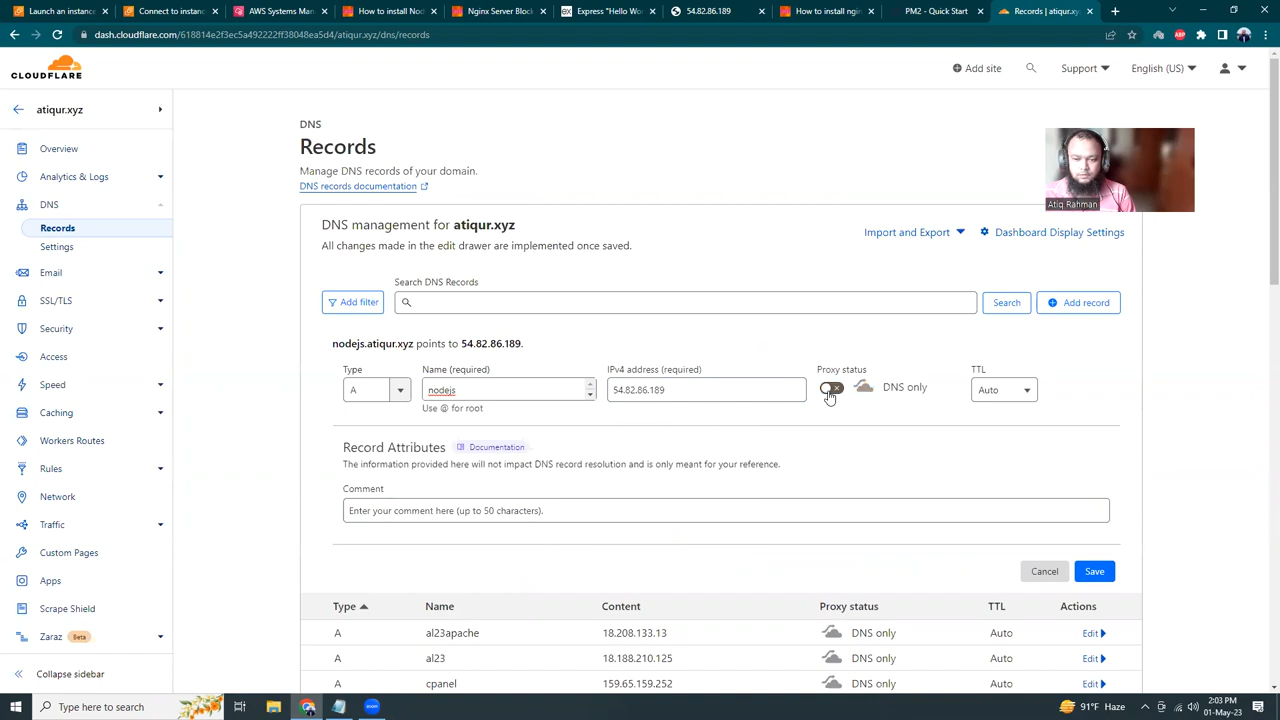 Launch an instanc
Connect to instanc
AWS Systems Man
How to install Nod
Nginx Server Block
Express "Hello Wo
54.82.86.189
How to install ngin
PM2 - Quick Start
Records | atiqur.xyz
dash.cloudflare.com/618814e2f3ec5a492222ff38048ea5d4/atiqur.xyz/dns/records
CLOUDFLARE
Add site
Support
English (US)
atiqur.xyz
Overview
Analytics & Logs
DNS
Records
Settings
Email
SSL/TLS
Security
Access
Speed
Caching
Workers Routes
Rules
Network
Traffic
Custom Pages
Apps
Scrape Shield
Zaraz Beta
Collapse sidebar
DNS
Records
Manage DNS records of your domain.
DNS records documentation
Atiq Rahman
DNS management for atiqur.xyz
All changes made in the edit drawer are implemented once saved.
Import and Export
Dashboard Display Settings
Search DNS Records
Add filter
Search
Add record
nodejs.atiqur.xyz points to 54.82.86.189.
Type
Name (required)
IPv4 address (required)
Proxy status
TTL
A
nodejs
54.82.86.189
DNS only
Auto
Use @ for root
Record Attributes
Documentation
The information provided here will not impact DNS record resolution and is only meant for your reference.
Comment
Enter your comment here (up to 50 characters).
Cancel
Save
Type Name Content Proxy status TTL Actions
A al23apache 18.208.133.13 DNS only Auto Edit
A al23 18.188.210.125 DNS only Auto Edit
A cpanel 159.65.159.252 DNS only Auto Edit
Type here to search
91°F Haze
2:03 PM
01-May-23